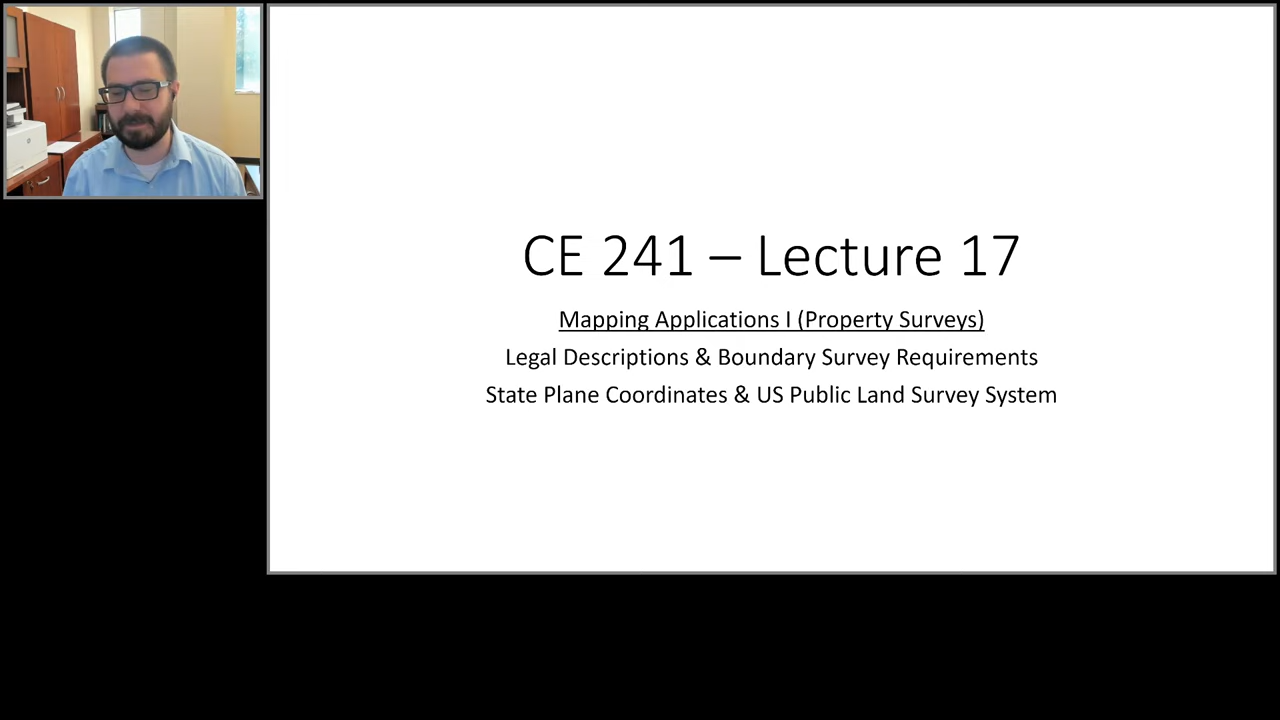 CE 241 – Lecture 17
Mapping Applications I (Property Surveys)
Legal Descriptions & Boundary Survey Requirements
State Plane Coordinates & US Public Land Survey System